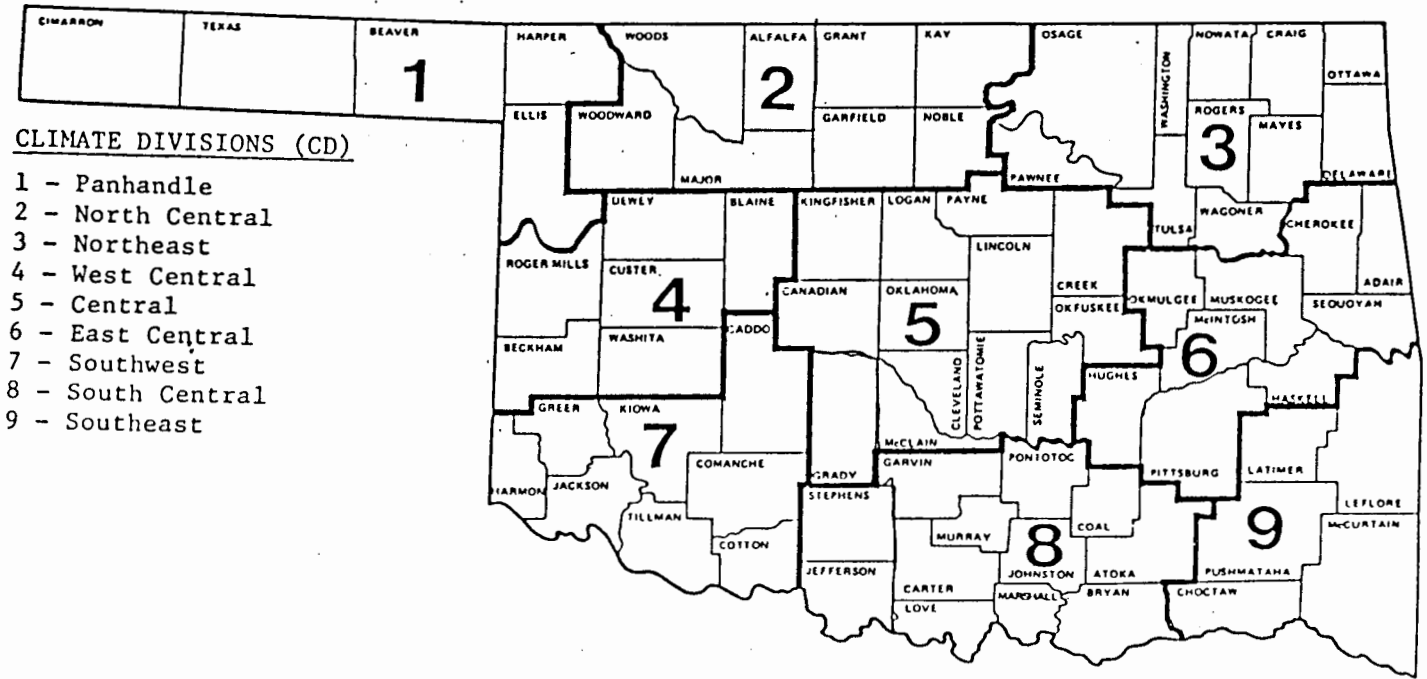 CIMARRON TEXAS BEAVER HARPER WOODS ALFALFA GRANT KAY OSAGE NOWATA CRAIG
1 2 WASHINGTON OTTAWA
ELLIS WOODWARD GARFIELD NOBLE ROGERS
3 MAYES
CLIMATE DIVISIONS (CD)
1 - Panhandle
2 - North Central
3 - Northeast
4 - West Central
5 - Central
6 - East Central
7 - Southwest
8 - South Central
9 - Southeast
MAJOR PAWNEE DELAWARE
DEWEY BLAINE KINGFISHER LOGAN PAYNE WAGONER
TULSA CHEROKEE
LINCOLN
ROGER MILLS CUSTER
4 CANADIAN OKLAHOMA CREEK ADAIR
5 OKFUSKEE OKMULGEE MUSKOGEE SEQUOYAH
McINTOSH
BECKHAM WASHITA CADDO 6
CLEVELAND POTTAWATOMIE SEMINOLE HUGHES
GREER KIOWA HASKELL
7 McCLAIN
COMANCHE GARVIN PONTOTOC
HARMON JACKSON GRADY PITTSBURG LATIMER
STEPHENS LEFLORE
TILLMAN COAL McCURTAIN
COTTON MURRAY 8 9
JEFFERSON JOHNSTON ATOKA PUSHMATAHA
CARTER MARSHALL BRYAN CHOCTAW
LOVE